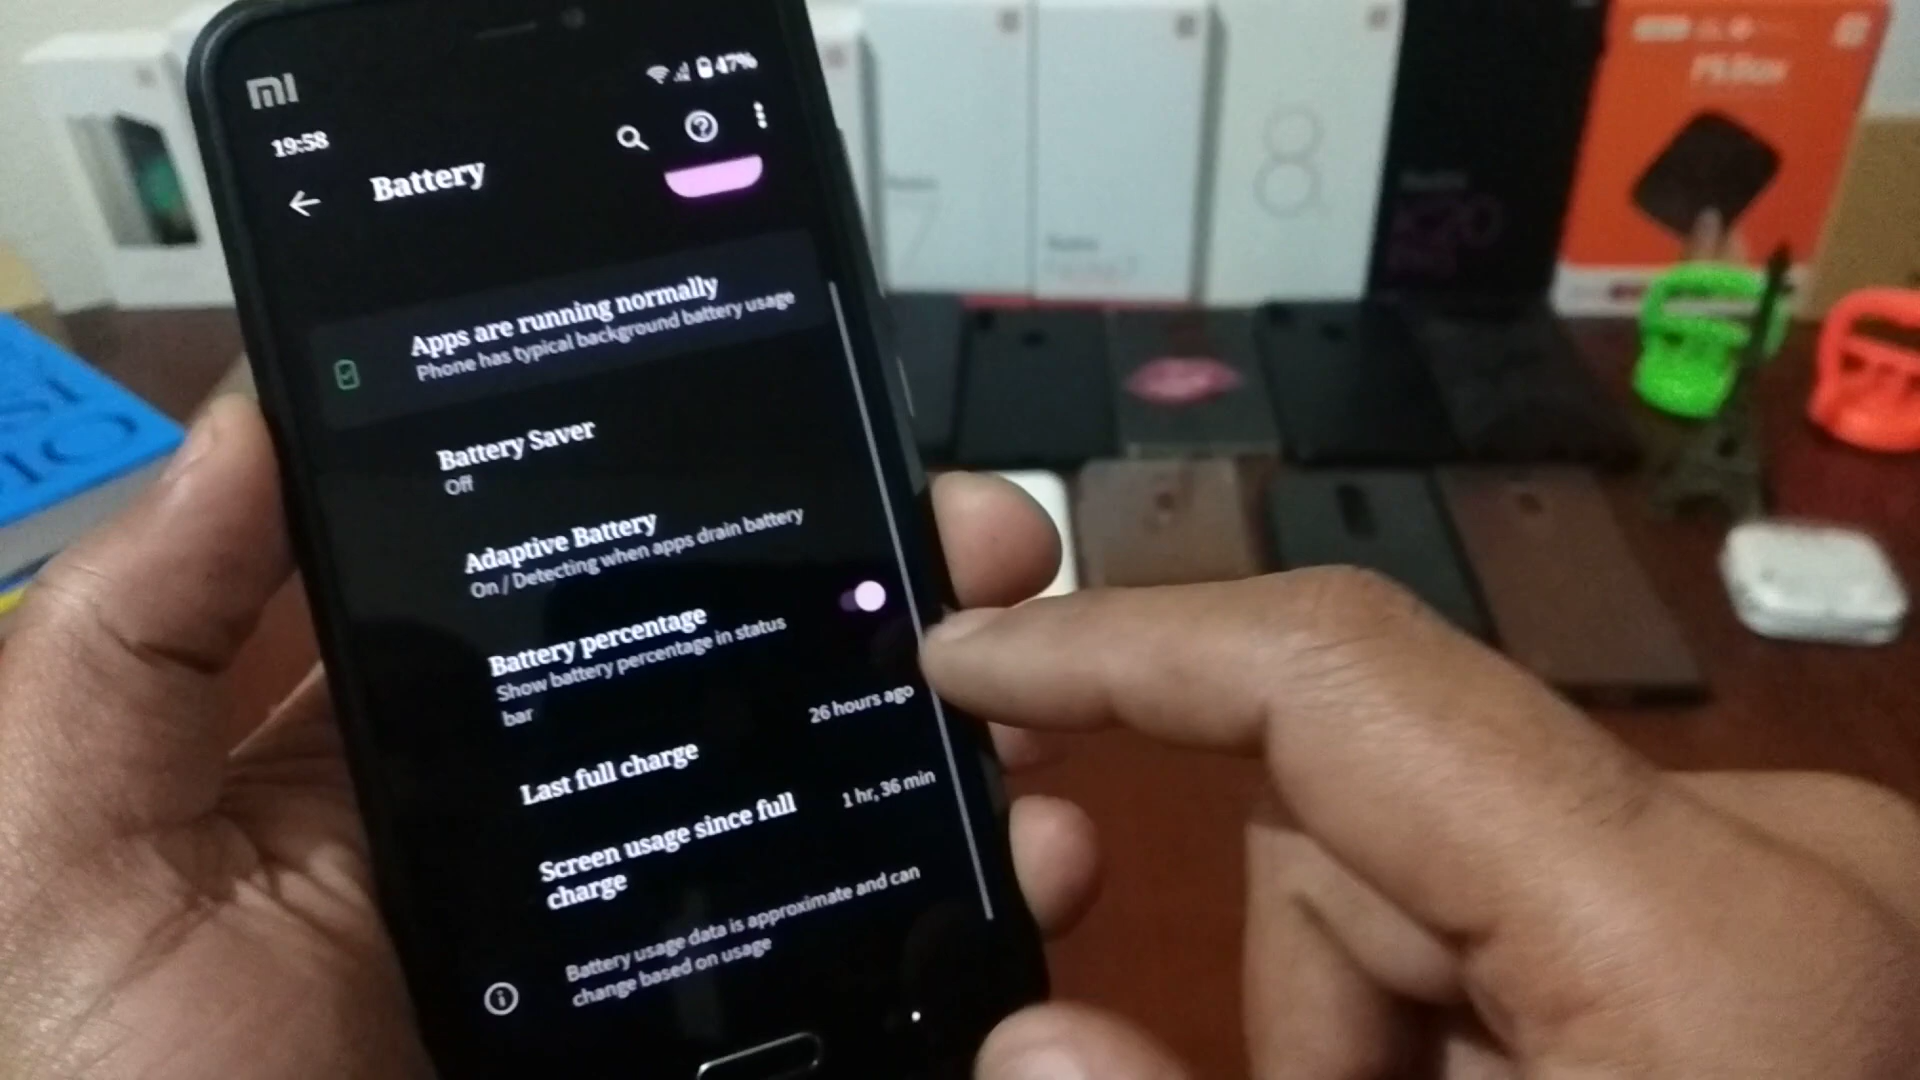 MI
47%
19:58
Battery
Apps are running normally
Phone has typical background battery usage
Battery Saver
Off
Adaptive Battery
On / Detecting when apps drain battery
Battery percentage
Show battery percentage in status
bar
26 hours ago
Last full charge
1 hr, 36 min
Screen usage since full
charge
Battery usage data is approximate and can
change based on usage
7
8
K20